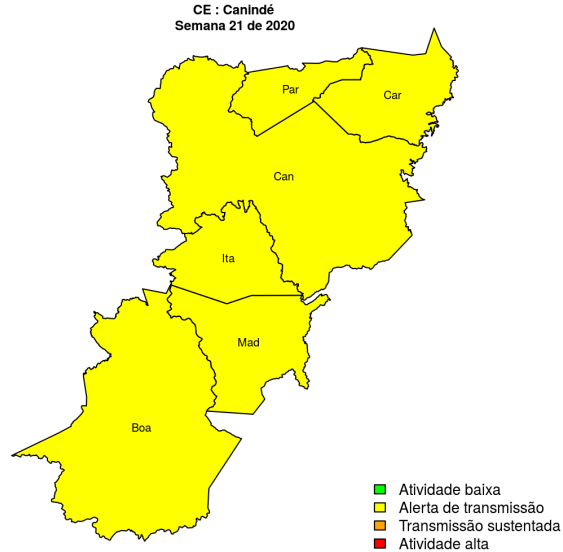 CE : Canindé
Semana 21 de 2020
Par
Car
Can
Ita
Mad
Boa
Atividade baixa
Alerta de transmissão
Transmissão sustentada
Atividade alta